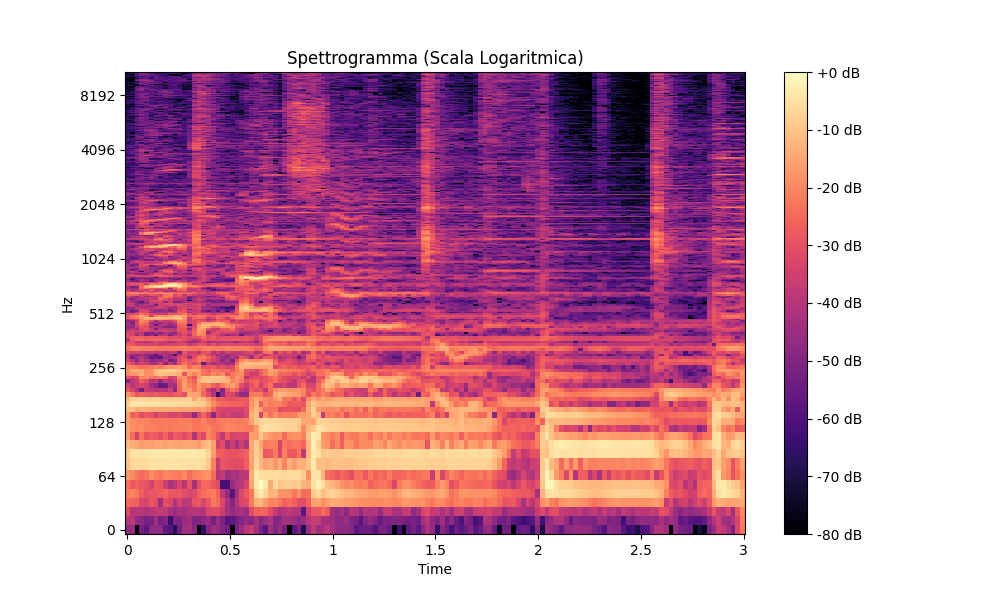 Spettrogramma (Scala Logaritmica)
8192
4096
2048
1024
512
256
128
64
0
Hz
0
0.5
1
1.5
2
2.5
3
Time
+0 dB
-10 dB
-20 dB
-30 dB
-40 dB
-50 dB
-60 dB
-70 dB
-80 dB